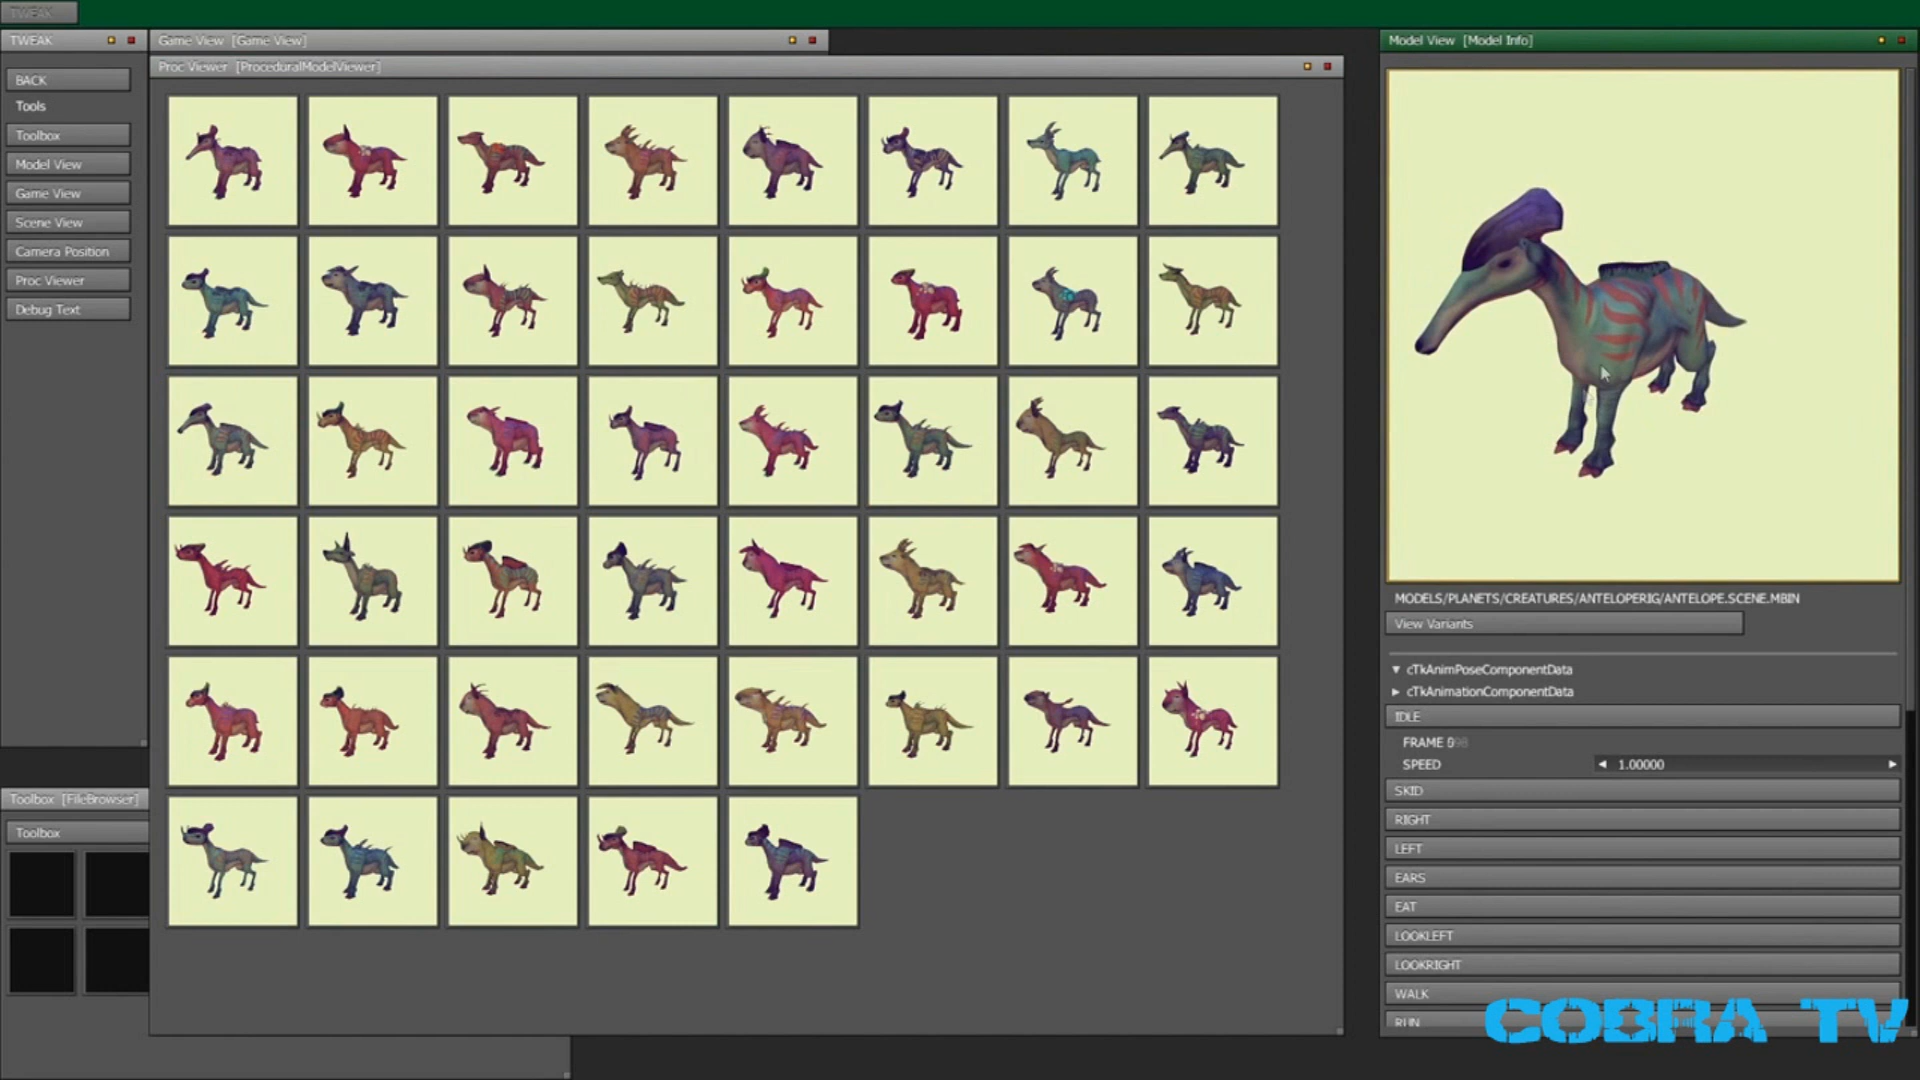 TWEAK
TWEAK
BACK
Tools
Toolbox
Model View
Game View
Scene View
Camera Position
Proc Viewer
Debug Text
Toolbox [FileBrowser]
Toolbox
Game View [Game View]
Proc Viewer [ProceduralModelViewer]
Model View [Model Info]
MODELS/PLANETS/CREATURES/ANTELOPERIG/ANTELOPE.SCENE.MBIN
View Variants
cTkAnimPoseComponentData
cTkAnimationComponentData
IDLE
FRAME
SPEED 1.00000
SKID
RIGHT
LEFT
EARS
EAT
LOOKLEFT
LOOKRIGHT
WALK
RUN
COBRA TV